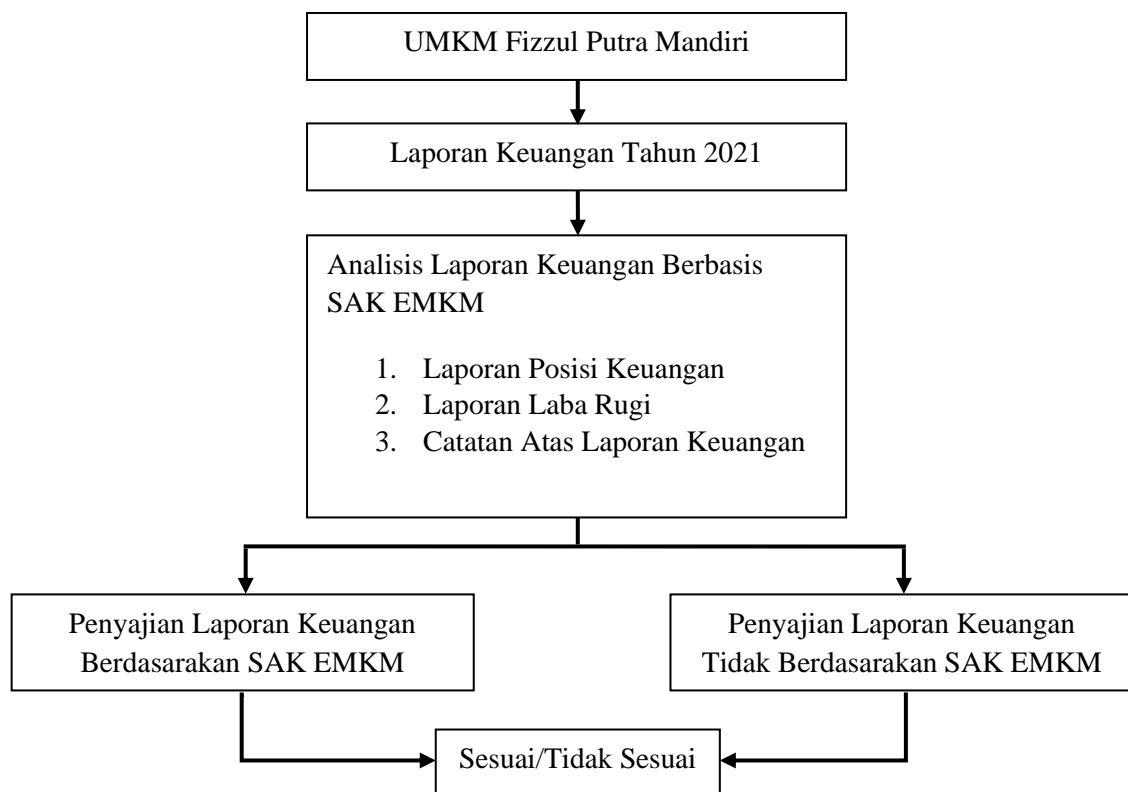 UMKM Fizzul Putra Mandiri
Laporan Keuangan Tahun 2021
Analisis Laporan Keuangan Berbasis
SAK EMKM
1. Laporan Posisi Keuangan
2. Laporan Laba Rugi
3. Catatan Atas Laporan Keuangan
Penyajian Laporan Keuangan
Berdasarakan SAK EMKM
Penyajian Laporan Keuangan
Tidak Berdasarakan SAK EMKM
Sesuai/Tidak Sesuai